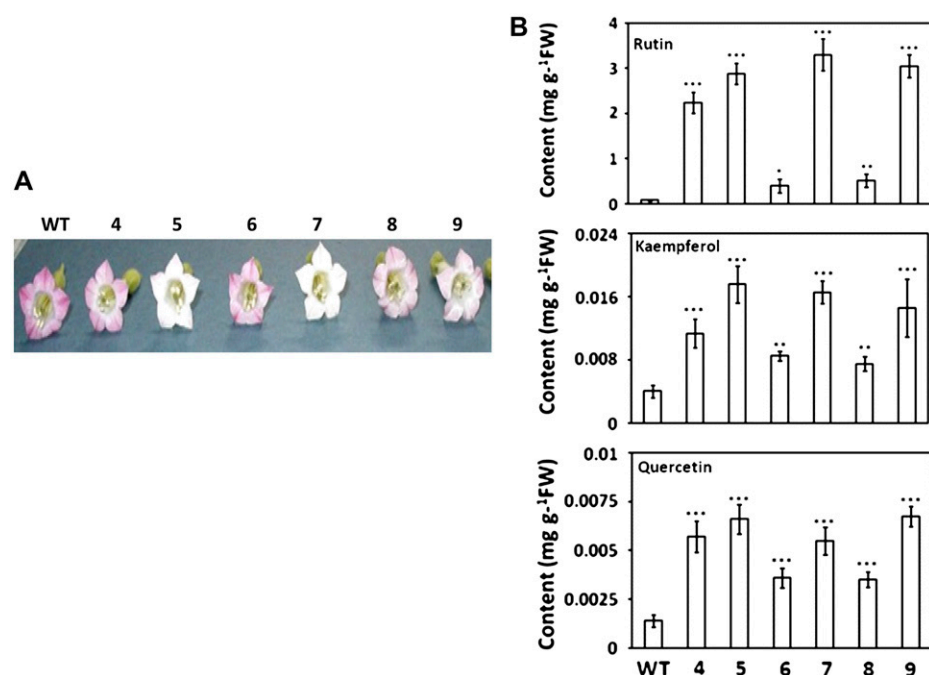 A
WT 4 5 6 7 8 9
B
Content (mg g-¹FW)
Rutin
4
3
2
1
0
Content (mg g-¹FW)
Kaempferol
0.024
0.016
0.008
0
Content (mg g-¹FW)
Quercetin
0.01
0.0075
0.005
0.0025
0
WT 4 5 6 7 8 9